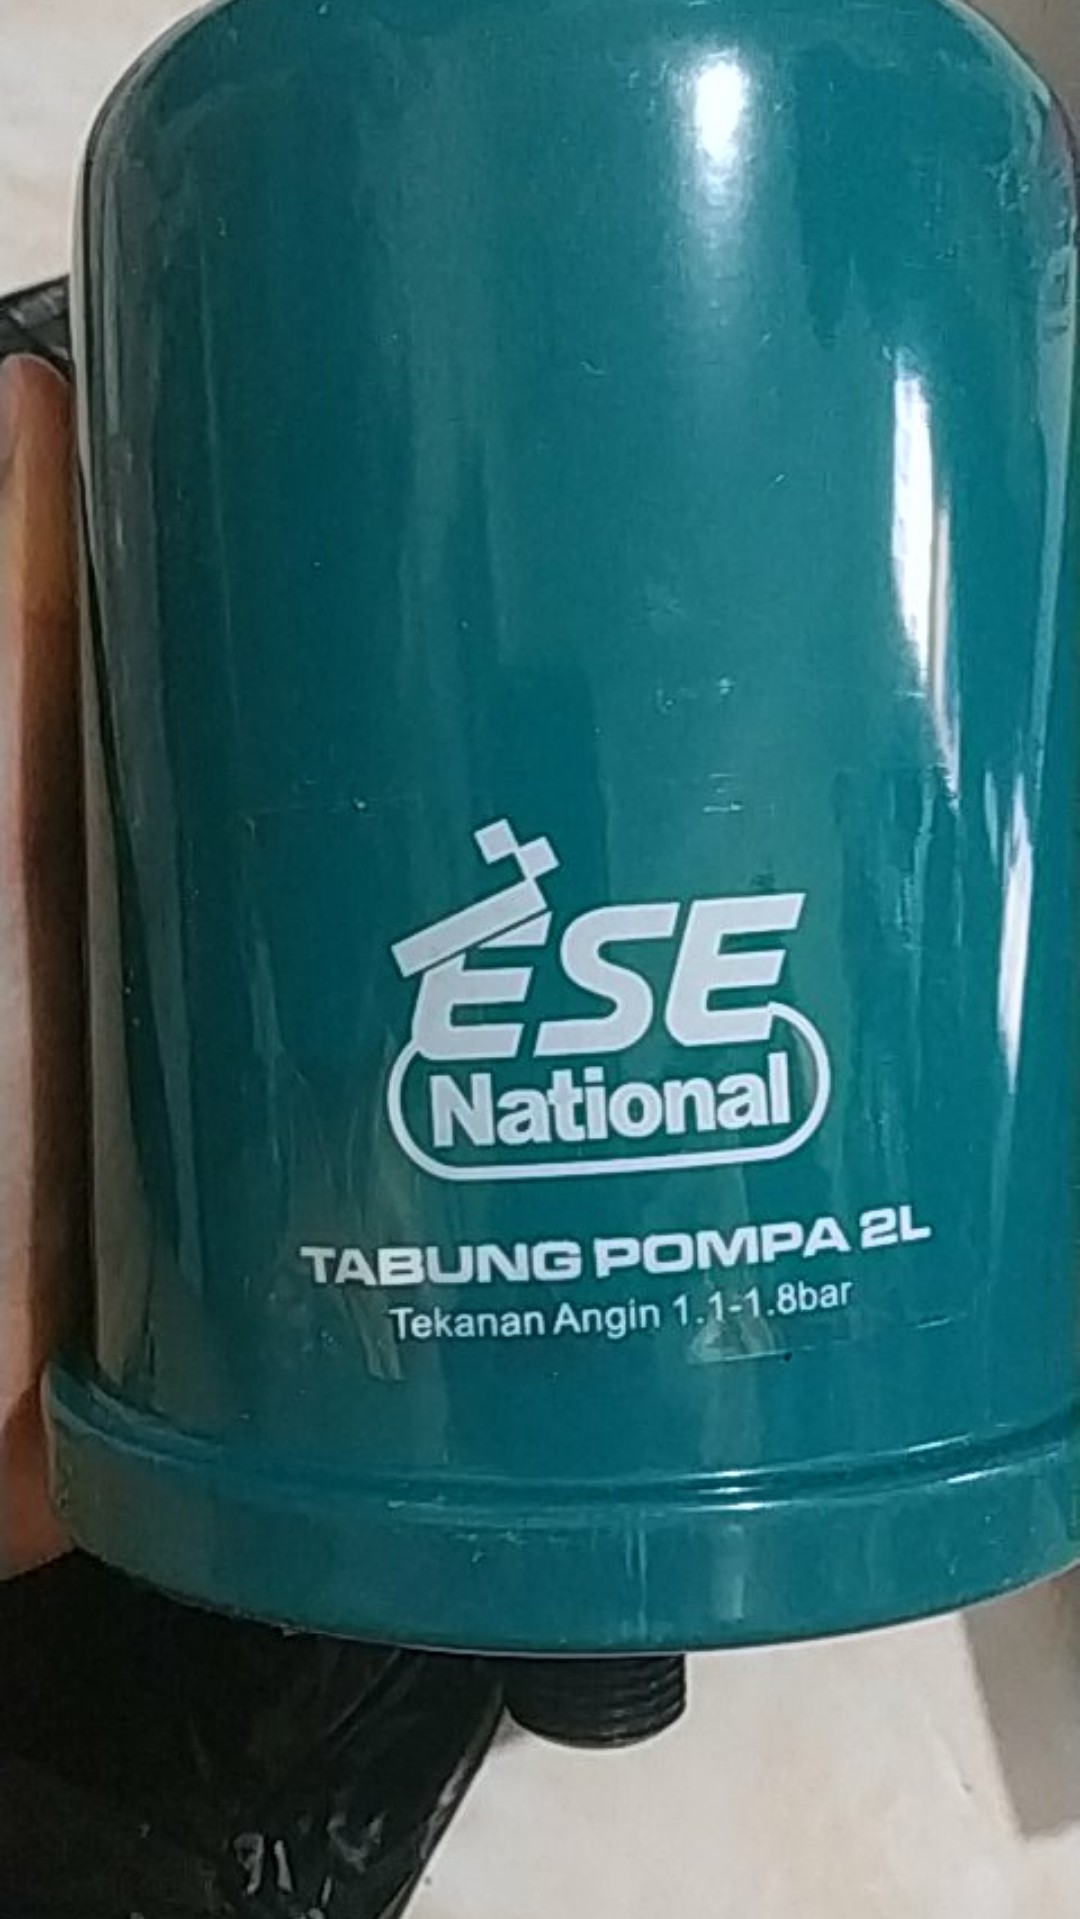 ESE
National
TABUNG POMPA 2L
Tekanan Angin 1.1-1.8bar